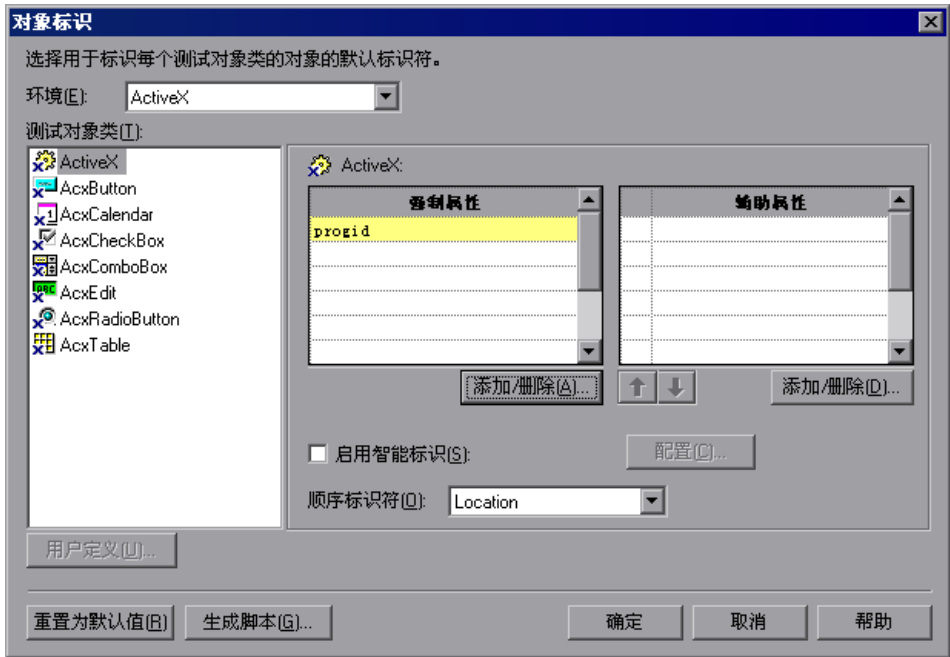 对象标识
选择用于标识每个测试对象类的对象的默认标识符。
环境(E):
ActiveX
测试对象类(T):
ActiveX
AcxButton
AcxCalendar
AcxCheckBox
AcxComboBox
AcxEdit
AcxRadioButton
AcxTable
ActiveX:
强制属性
progid
辅助属性
添加/删除(A)...
添加/删除(D)...
启用智能标识(S):
配置(C)...
顺序标识符(O):
Location
用户定义(U)...
重置为默认值(R)
生成脚本(G)...
确定
取消
帮助